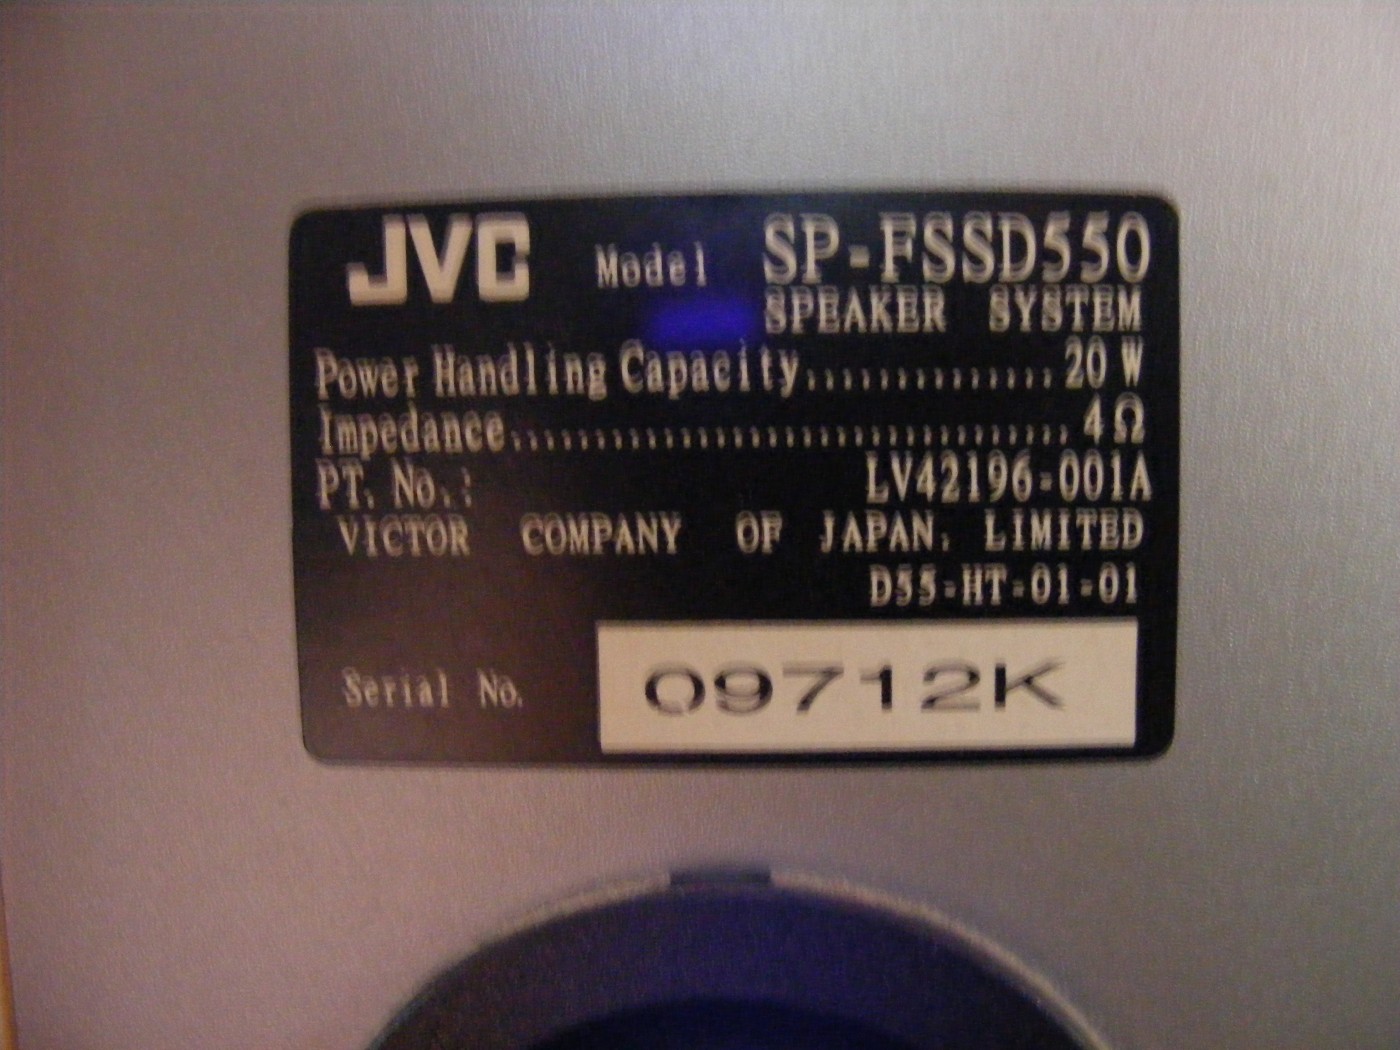 JVC Model SP-FSSD550
SPEAKER SYSTEM
Power Handling Capacity.............. 20 W
Impedance.................................. 4Ω
PT. No.: LV42196-001A
VICTOR COMPANY OF JAPAN, LIMITED
D55-HT-01-01
Serial No. 09712K